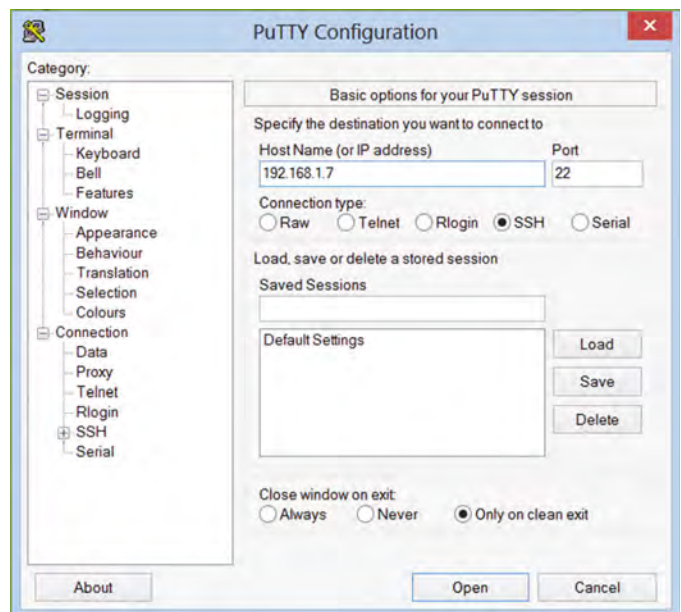 PuTTY Configuration
Category:
Session
Logging
Terminal
Keyboard
Bell
Features
Window
Appearance
Behaviour
Translation
Selection
Colours
Connection
Data
Proxy
Telnet
Rlogin
SSH
Serial
Basic options for your PuTTY session
Specify the destination you want to connect to
Host Name (or IP address) Port
192.168.1.7 22
Connection type:
Raw Telnet Rlogin SSH Serial
Load, save or delete a stored session
Saved Sessions
Default Settings
Load
Save
Delete
Close window on exit:
Always Never Only on clean exit
About Open Cancel